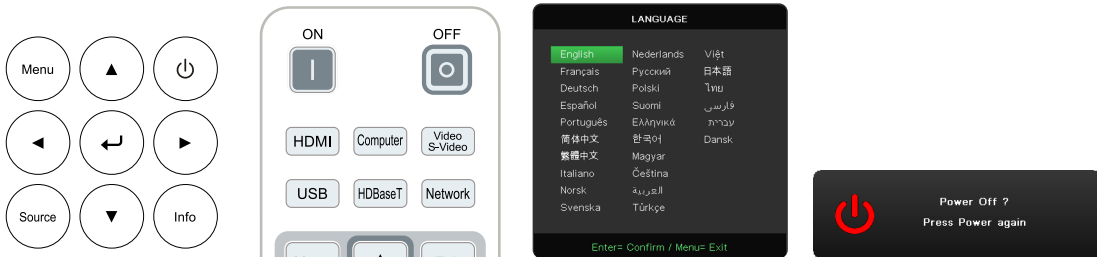 Menu
Source
Info
ON
OFF
HDMI
Computer
Video
S-Video
USB
HDBaseT
Network
LANGUAGE
English Nederlands Việt
Français Русский 日本語
Deutsch Polski ไทย
Español Suomi فارسی
Português Ελληνικά עברית
简体中文 한국어 Dansk
繁體中文 Magyar
Italiano Čeština
Norsk العربية
Svenska Türkçe
Enter= Confirm / Menu= Exit
Power Off ?
Press Power again